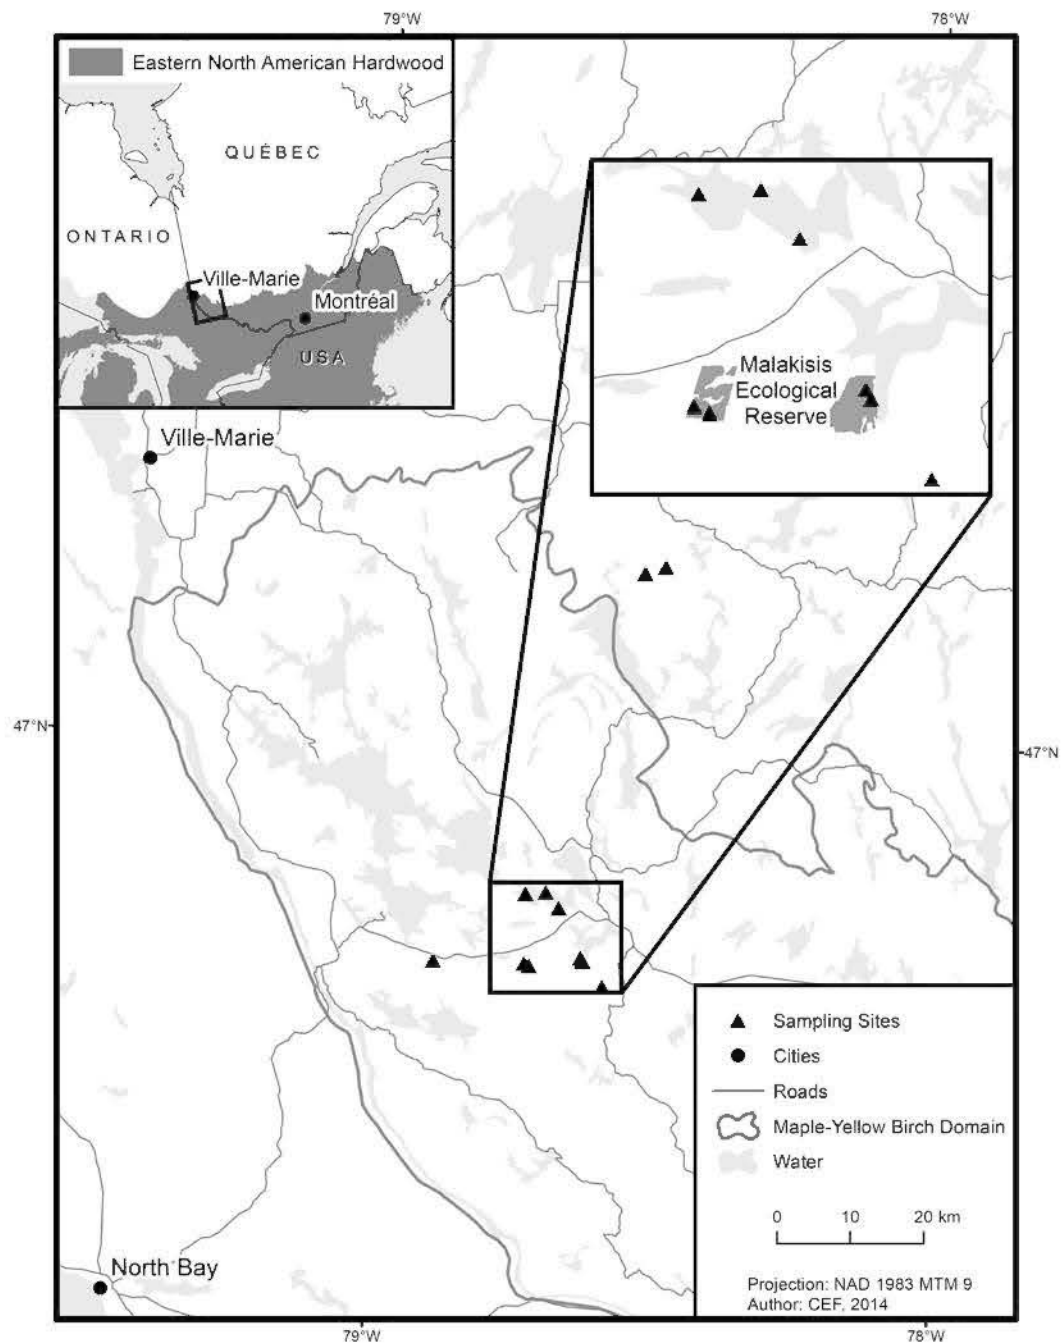 79°W
78°W
Eastern North American Hardwood
QUÉBEC
ONTARIO
Ville-Marie
Montréal
USA
Malakisis
Ecological
Reserve
Ville-Marie
47°N
47°N
Sampling Sites
Cities
Roads
Maple-Yellow Birch Domain
Water
0 10 20 km
North Bay
Projection: NAD 1983 MTM 9
Author: CEF, 2014
79°W
78°W